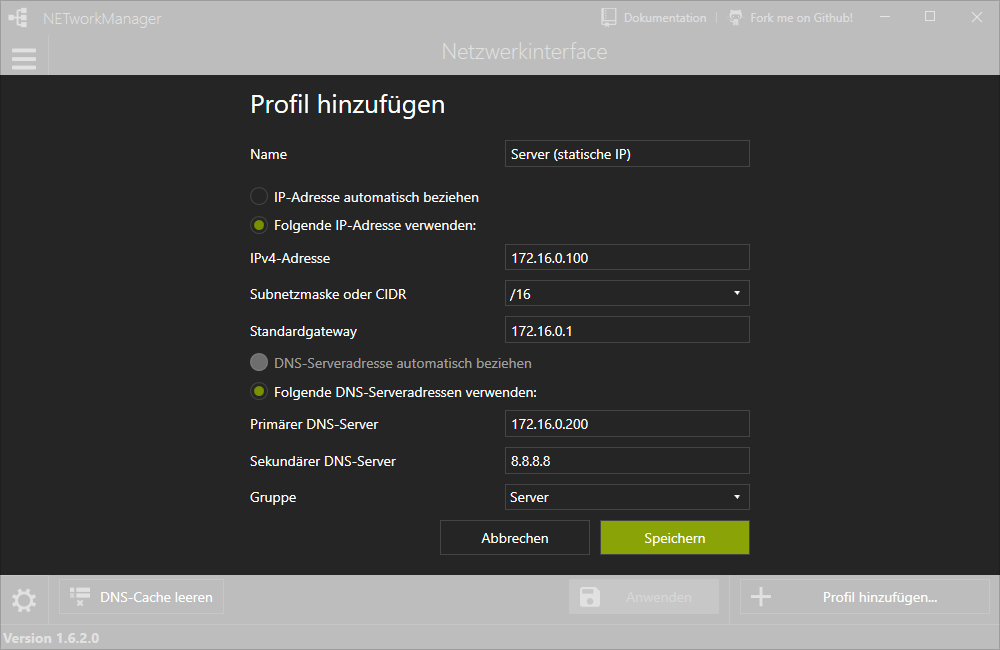 NETworkManager
Dokumentation
Fork me on Github!
Netzwerkinterface
Profil hinzufügen
Name
Server (statische IP)
IP-Adresse automatisch beziehen
Folgende IP-Adresse verwenden:
IPv4-Adresse
172.16.0.100
Subnetzmaske oder CIDR
/16
Standardgateway
172.16.0.1
DNS-Serveradresse automatisch beziehen
Folgende DNS-Serveradressen verwenden:
Primärer DNS-Server
172.16.0.200
Sekundärer DNS-Server
8.8.8.8
Gruppe
Server
Abbrechen
Speichern
DNS-Cache leeren
Anwenden
Profil hinzufügen...
Version 1.6.2.0